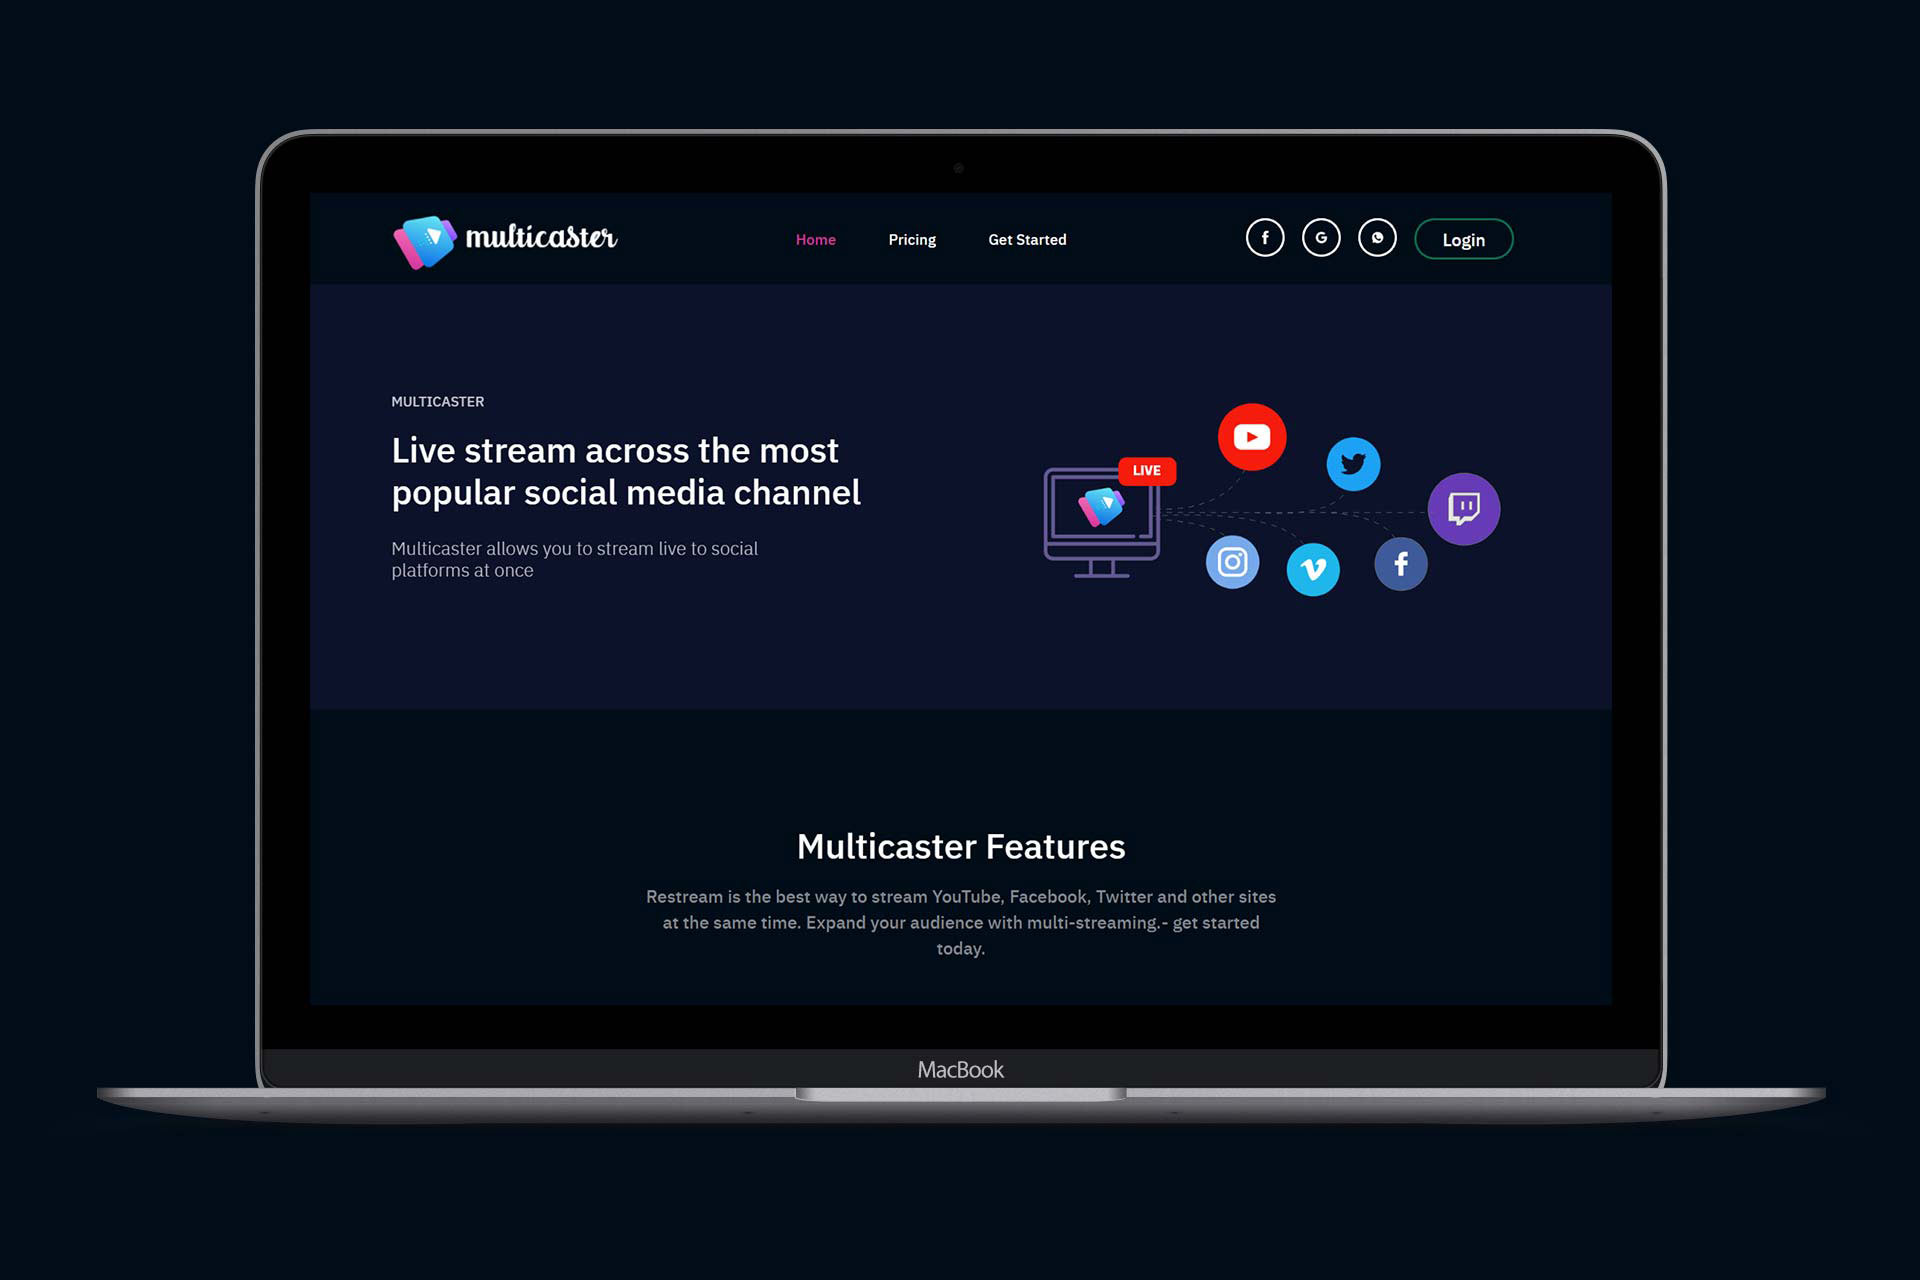 multicaster
Home
Pricing
Get Started
Login
MULTICASTER
Live stream across the most
popular social media channel
Multicaster allows you to stream live to social
platforms at once
LIVE
Multicaster Features
Restream is the best way to stream YouTube, Facebook, Twitter and other sites
at the same time. Expand your audience with multi-streaming.- get started
today.
MacBook